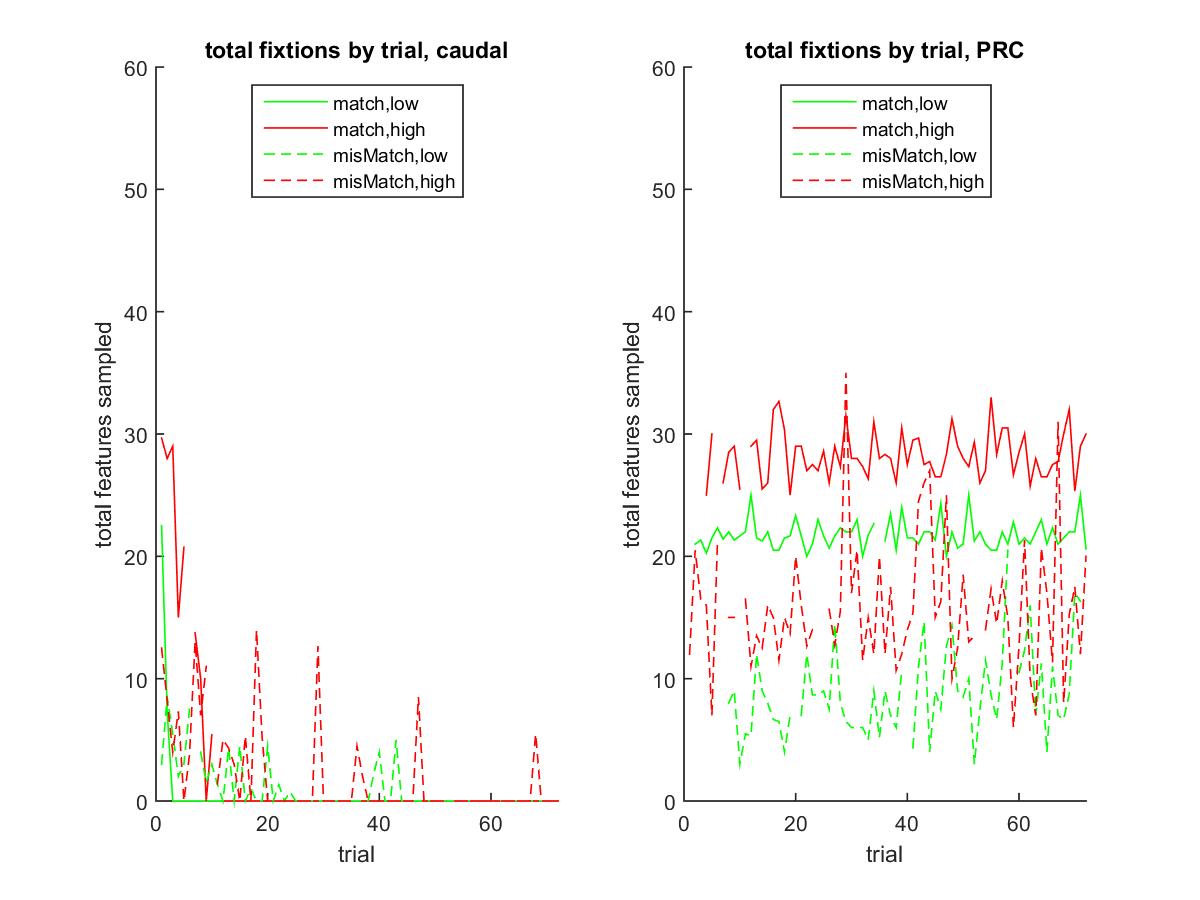 total fixtions by trial, caudal
60
50
40
30
20
10
0
total features sampled
match,low
match,high
misMatch,low
misMatch,high
0 20 40 60
trial
total fixtions by trial, PRC
60
50
40
30
20
10
0
total features sampled
match,low
match,high
misMatch,low
misMatch,high
0 20 40 60
trial